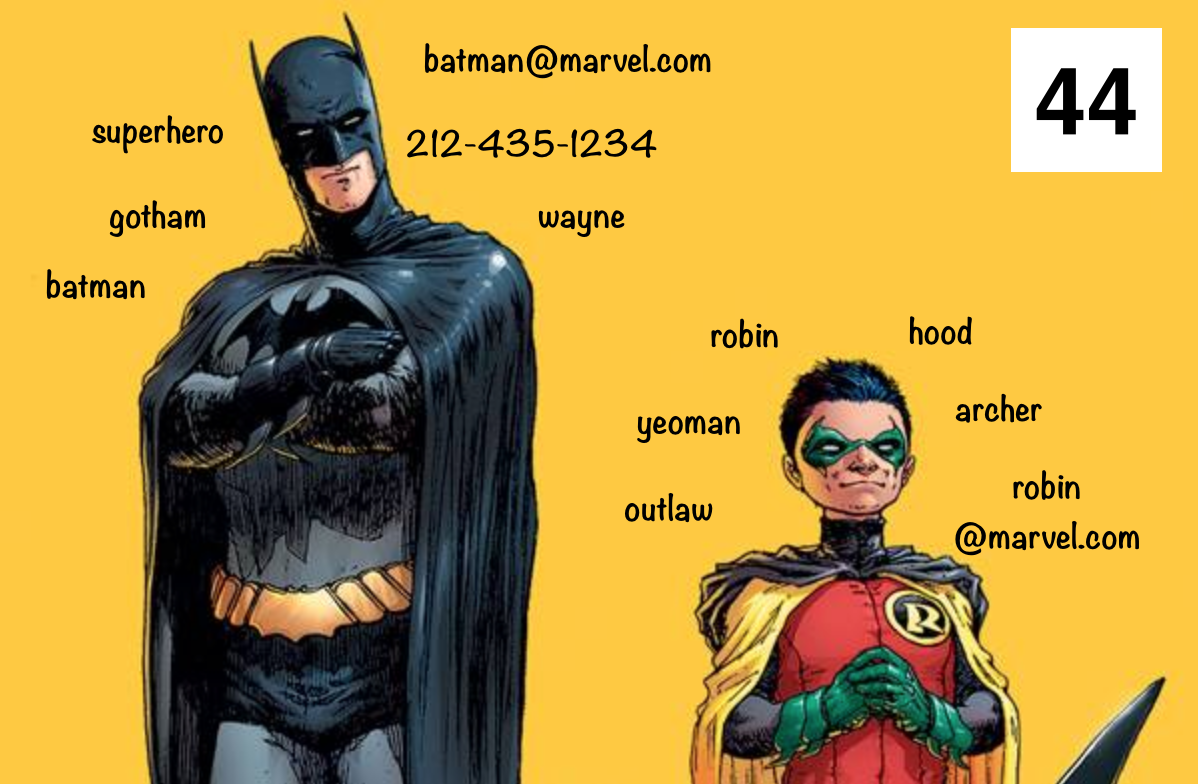 batman@marvel.com
44
superhero
212-435-1234
gotham
wayne
batman
robin
hood
yeoman
archer
outlaw
robin
@marvel.com
R